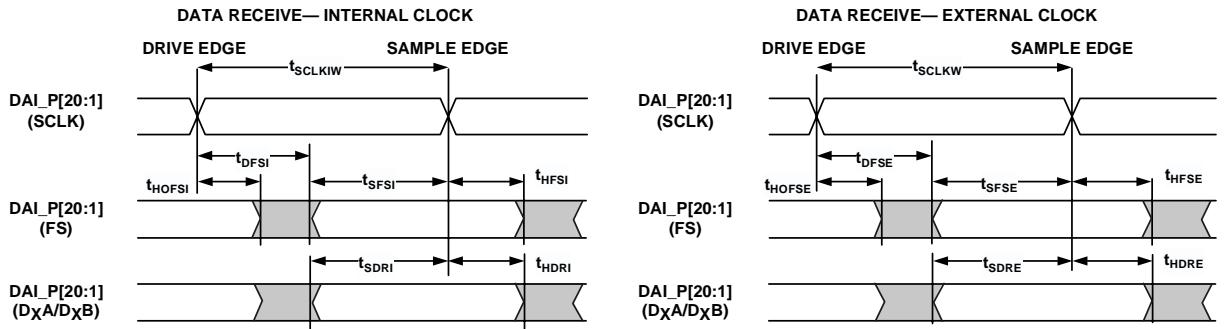 DATA RECEIVE— INTERNAL CLOCK
DRIVE EDGE
SAMPLE EDGE
tSCLKIW
DAI_P[20:1]
(SCLK)
tDFSI
tHOFSI
tSFSI
tHFSI
DAI_P[20:1]
(FS)
tSDRI
tHDRI
DAI_P[20:1]
(DXA/DXB)
DATA RECEIVE— EXTERNAL CLOCK
DRIVE EDGE
SAMPLE EDGE
tSCLKW
DAI_P[20:1]
(SCLK)
tDFSE
tHOFSE
tSFSE
tHFSE
DAI_P[20:1]
(FS)
tSDRE
tHDRE
DAI_P[20:1]
(DXA/DXB)